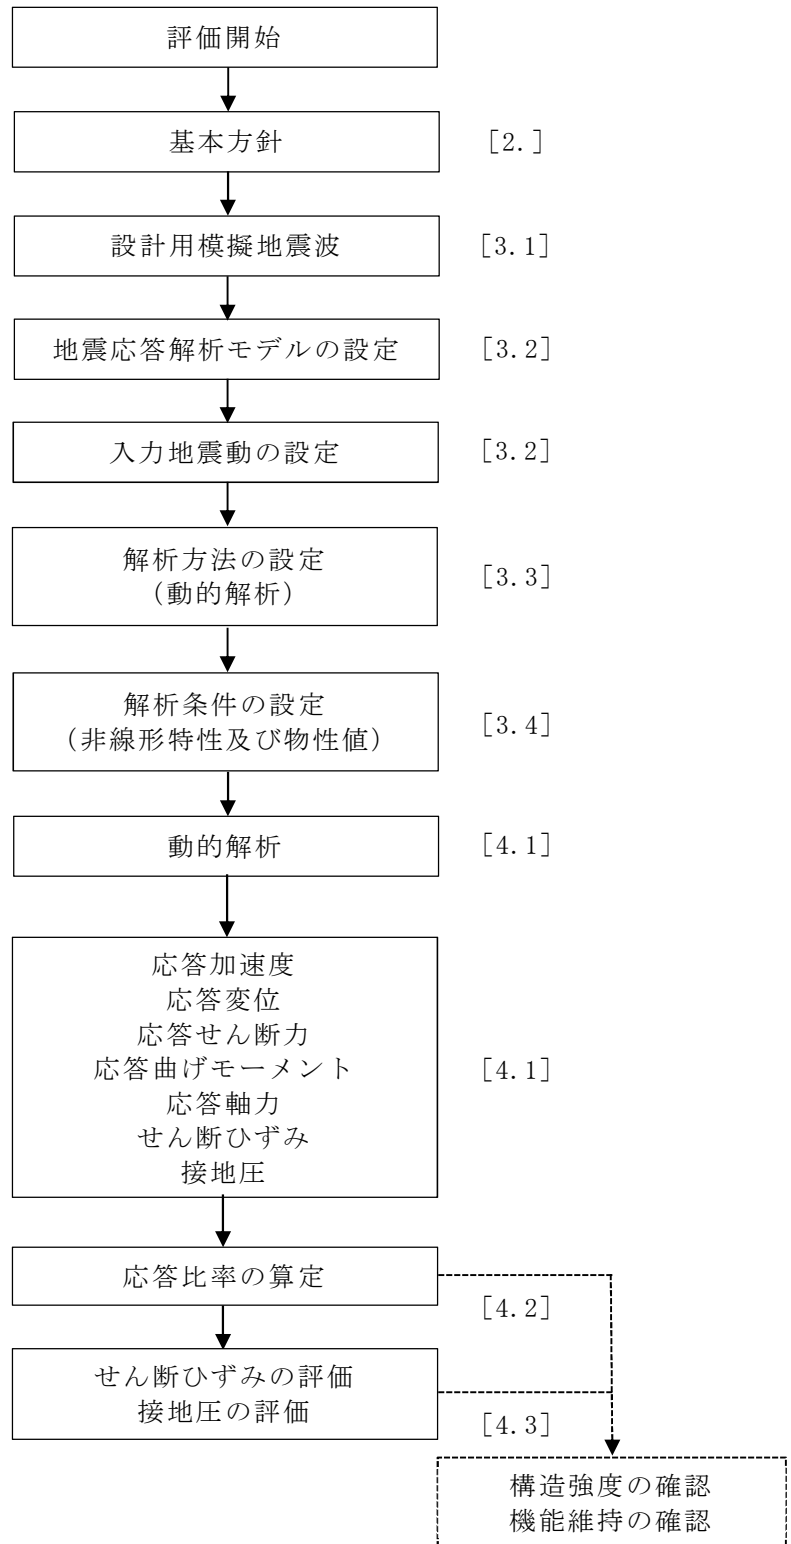 評価開始
基本方針
[2.]
設計用模擬地震波
[3.1]
地震応答解析モデルの設定
[3.2]
入力地震動の設定
[3.2]
解析方法の設定
(動的解析)
[3.3]
解析条件の設定
(非線形特性及び物性値)
[3.4]
動的解析
[4.1]
応答加速度
応答変位
応答せん断力
応答曲げモーメント
応答軸力
せん断ひずみ
接地圧
[4.1]
応答比率の算定
[4.2]
せん断ひずみの評価
接地圧の評価
[4.3]
構造強度の確認
機能維持の確認